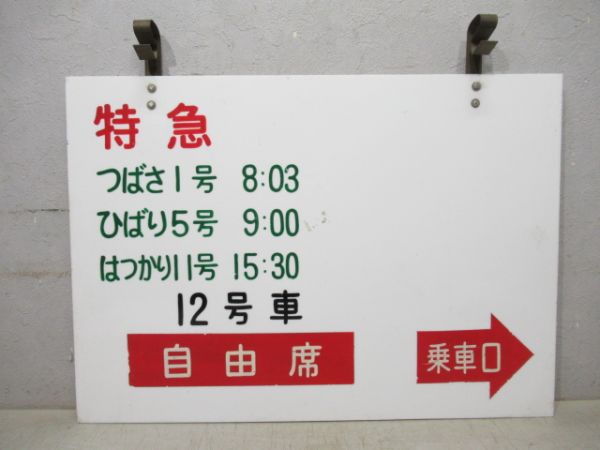 特急
つばさ1号 8:03
ひばり5号 9:00
はつかり11号 15:30
12号車
自由席
乗車口